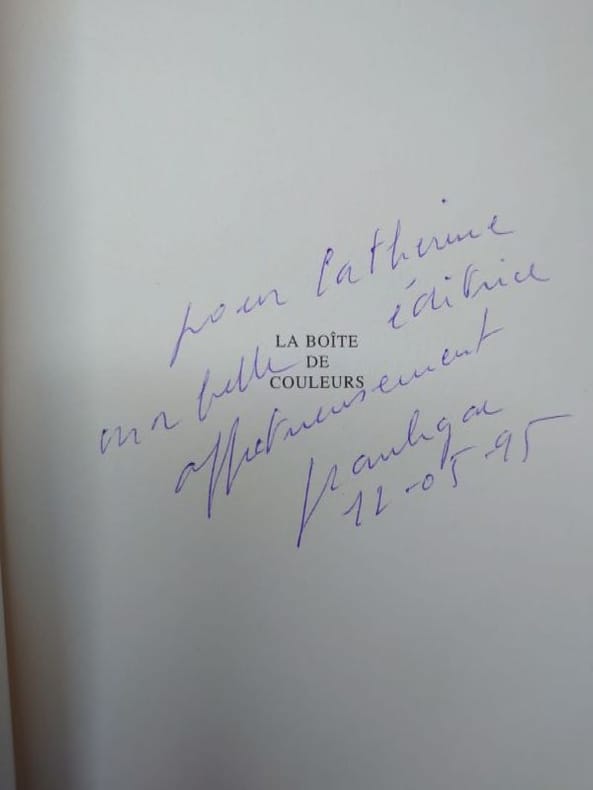 pour Catherine
ma belle éditrice
affectueusement
12-05-95
LA BOÎTE
DE
COULEURS